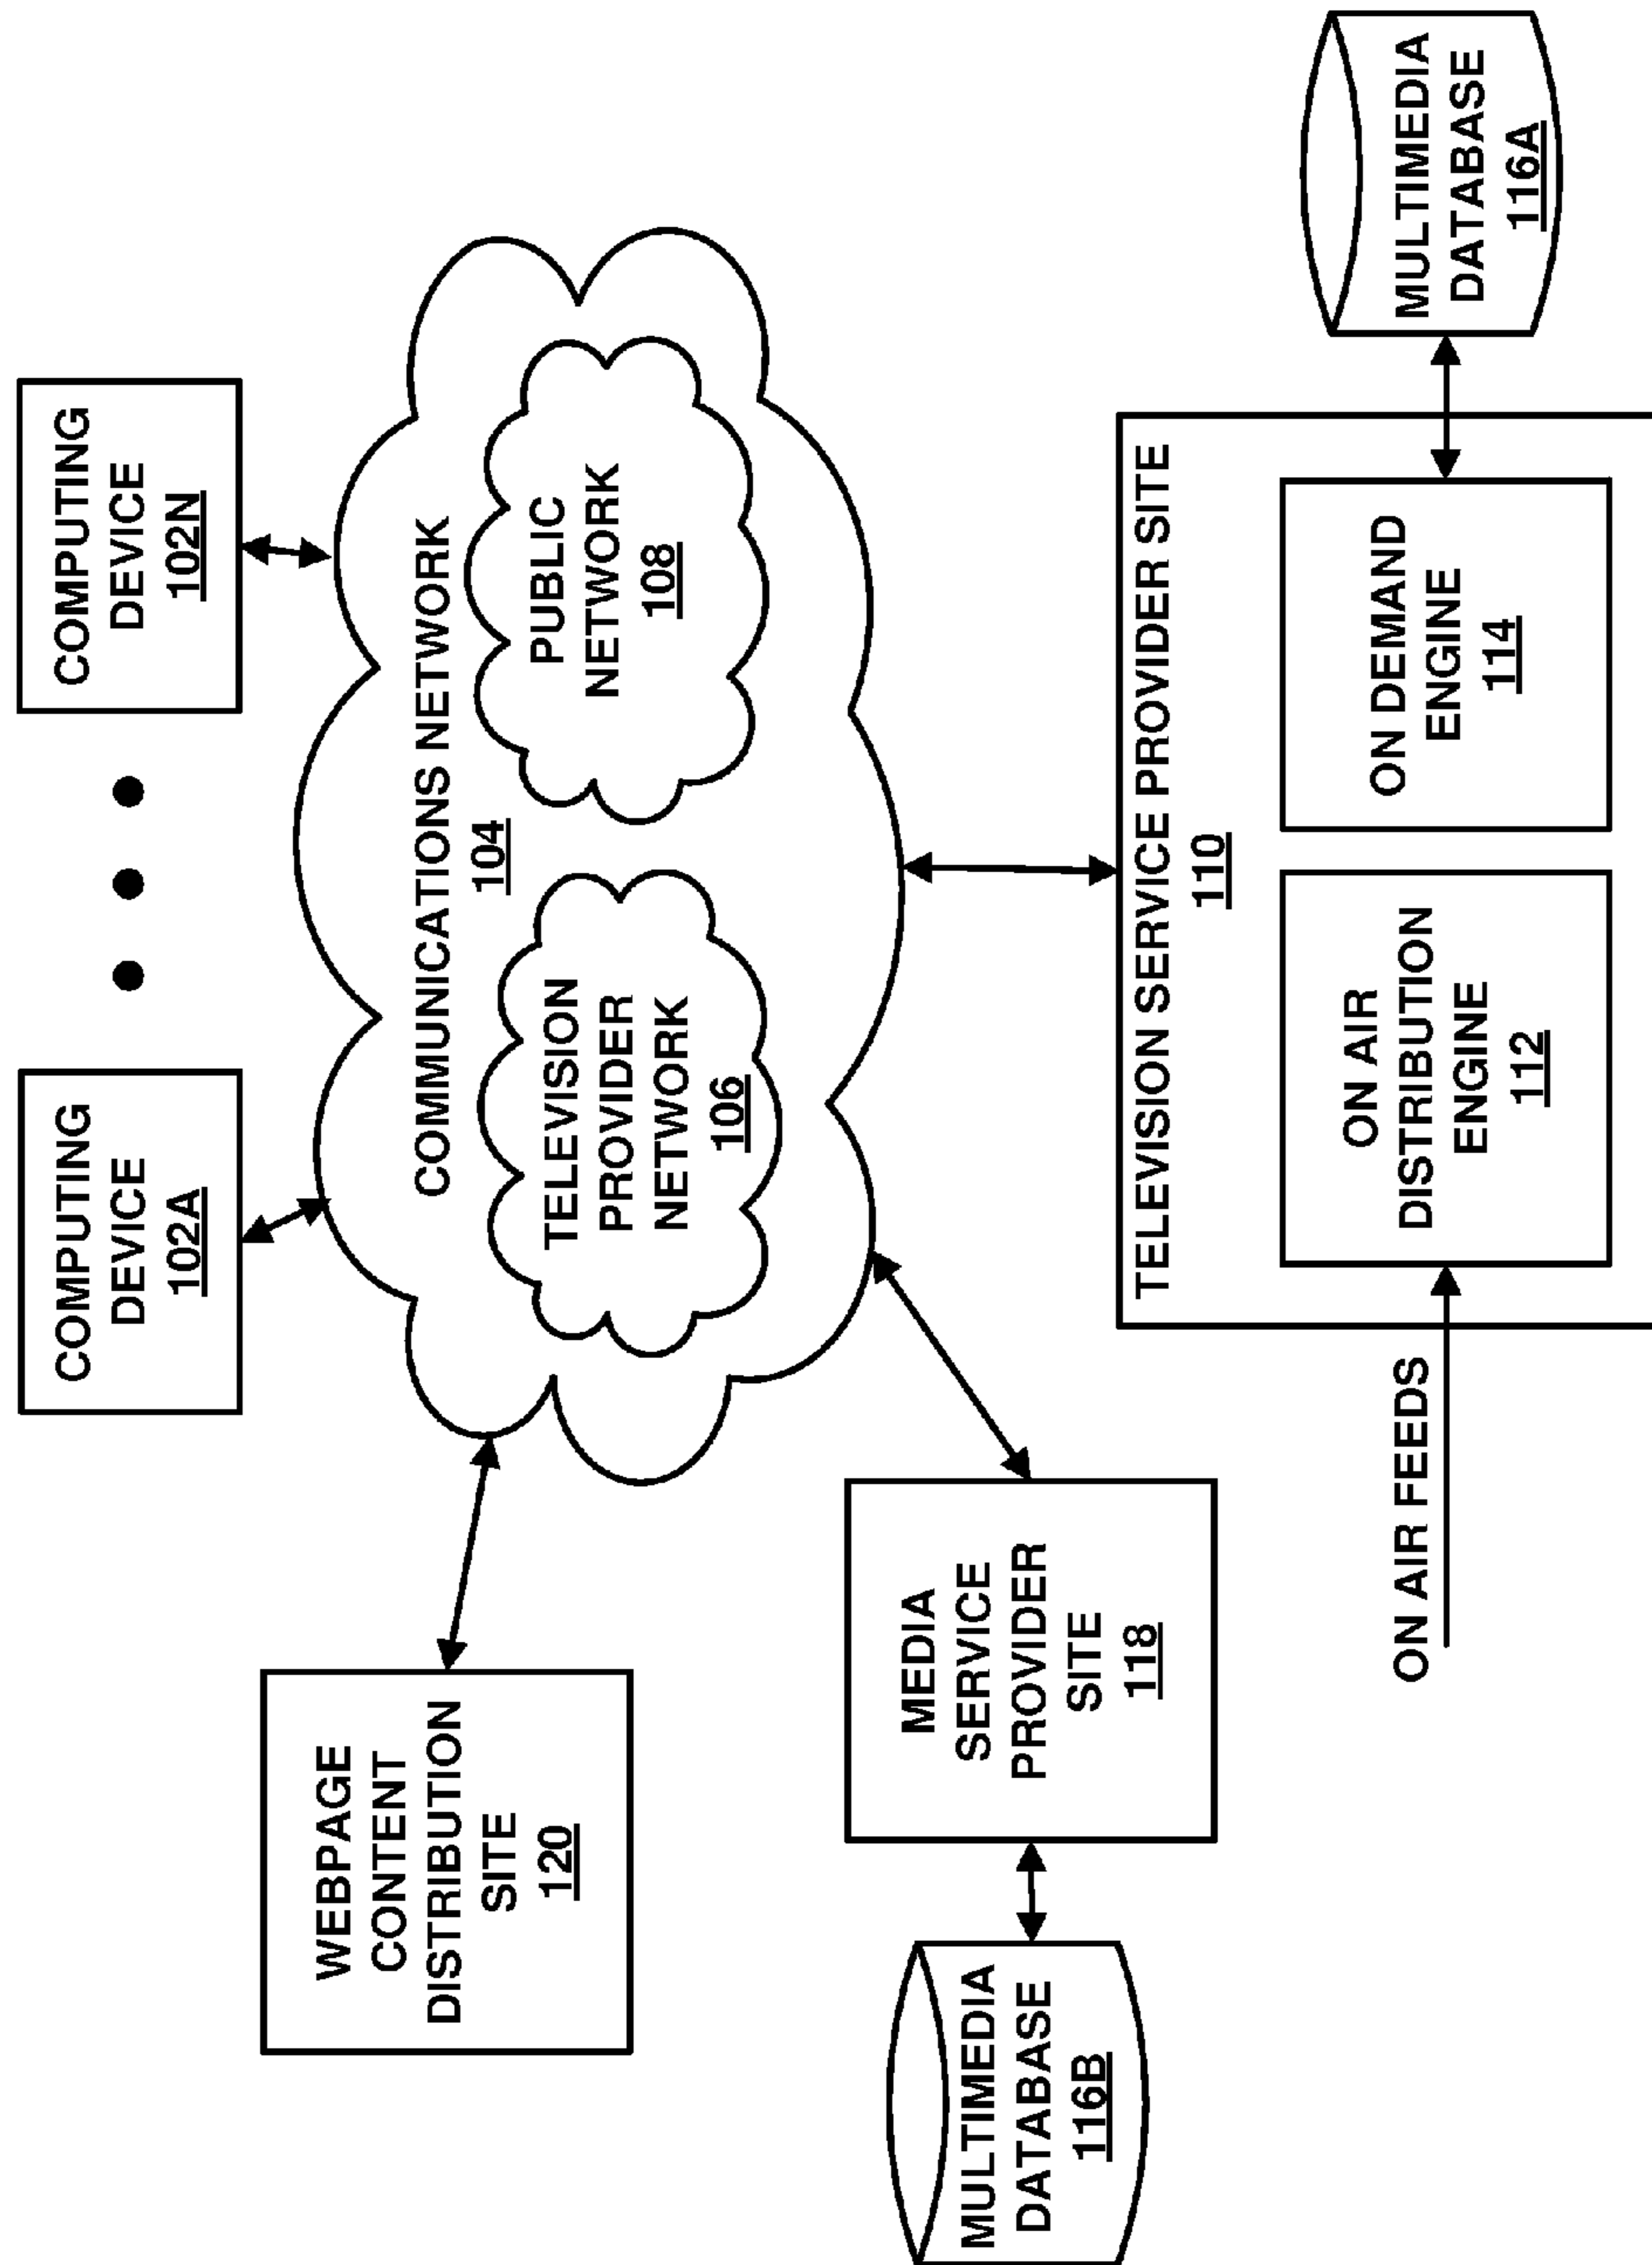 COMPUTING
DEVICE
102A
COMPUTING
DEVICE
102N
WEBPAGE
CONTENT
DISTRIBUTION
SITE
120
COMMUNICATIONS NETWORK
104
TELEVISION
PROVIDER
NETWORK
106
PUBLIC
NETWORK
108
MEDIA
SERVICE
PROVIDER
SITE
118
MULTIMEDIA
DATABASE
116B
TELEVISION SERVICE PROVIDER SITE
110
ON AIR FEEDS
ON AIR
DISTRIBUTION
ENGINE
112
ON DEMAND
ENGINE
114
MULTIMEDIA
DATABASE
116A